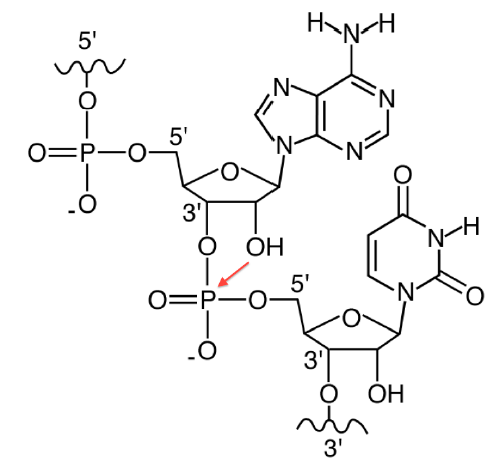 H N H
5'
N N
O
5'
O=P-O O N N
-O
3'
O
O OH
N-H
5'
O=P-O N O
O
-O
3'
O OH
3'